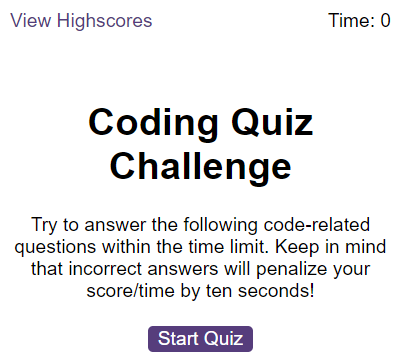 View Highscores
Time: 0
Coding Quiz
Challenge
Try to answer the following code-related
questions within the time limit. Keep in mind
that incorrect answers will penalize your
score/time by ten seconds!
Start Quiz